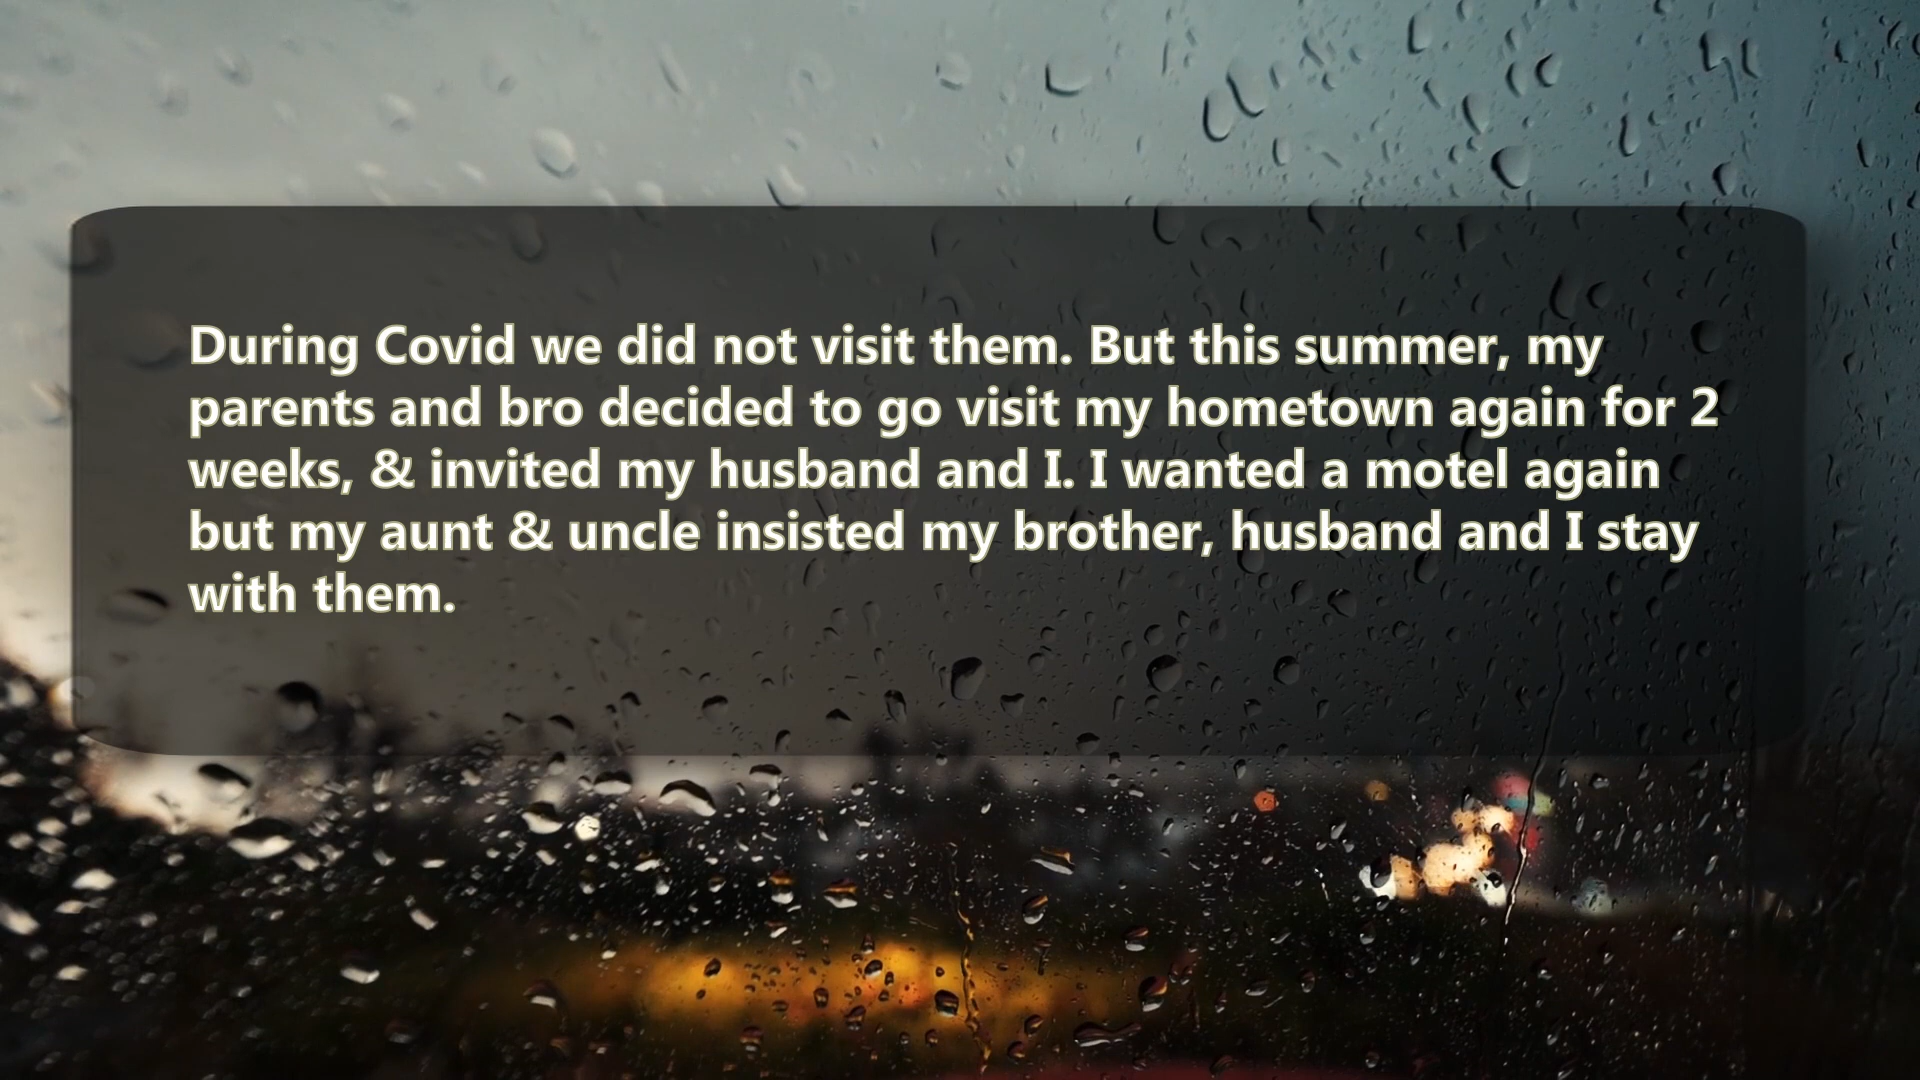 During Covid we did not visit them. But this summer, my
parents and bro decided to go visit my hometown again for 2
weeks, & invited my husband and I. I wanted a motel again
but my aunt & uncle insisted my brother, husband and I stay
with them.